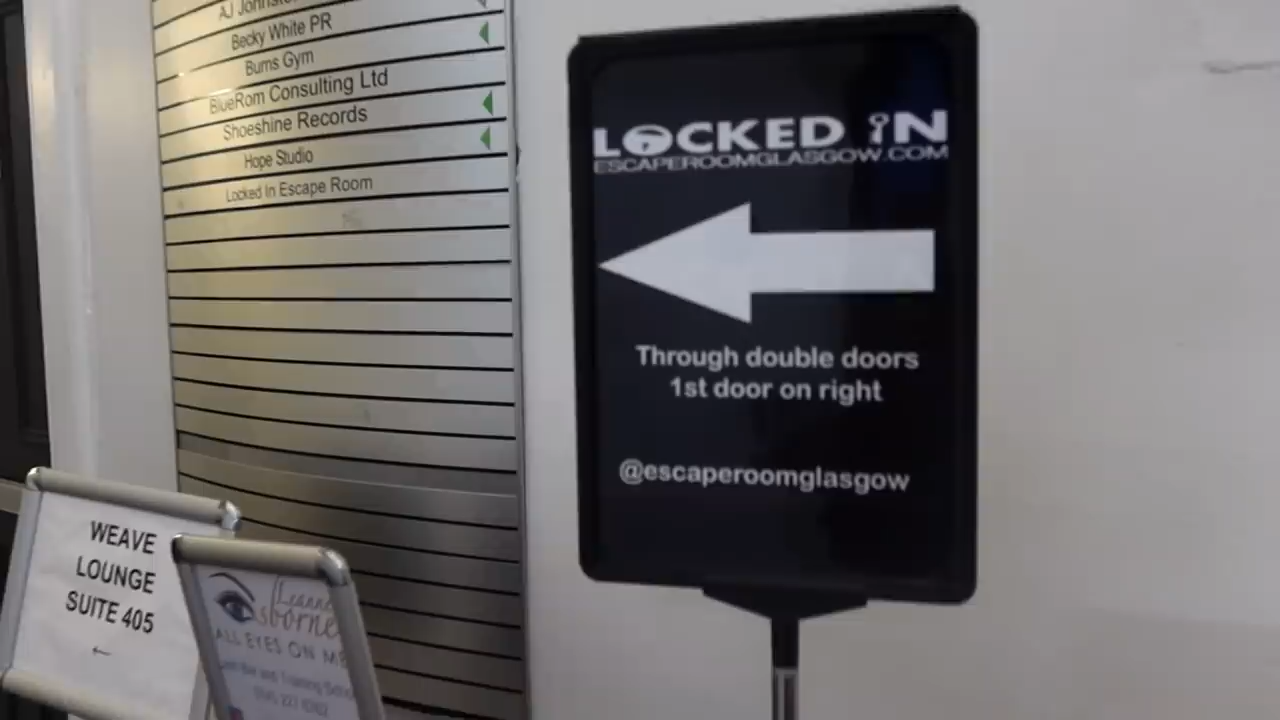 AJ Johnston
Becky White PR
Burns Gym
BlueRom Consulting Ltd
Shoeshine Records
Hope Studio
Locked In Escape Room
LOCKED IN
ESCAPEROOMGLASGOW.COM
Through double doors
1st door on right
@escaperoomglasgow
WEAVE
LOUNGE
SUITE 405
←
Leanne
Osborne
ALL EYES ON ME
and Training